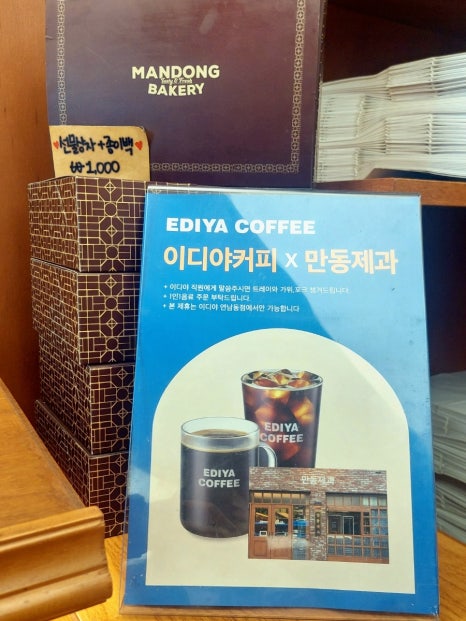 MANDONG
Tasty & Fresh
BAKERY
선물상자+종이백
₩1,000
EDIYA COFFEE
이디야커피 x 만동제과
+ 이디야 직원에게 말씀주시면 트레이와 가위,포크 챙겨드립니다.
+ 1인1음료 주문 부탁드립니다.
+ 본 제휴는 이디야 연남동점에서만 가능합니다
EDIYA
COFFEE
EDIYA
COFFEE
만동제과